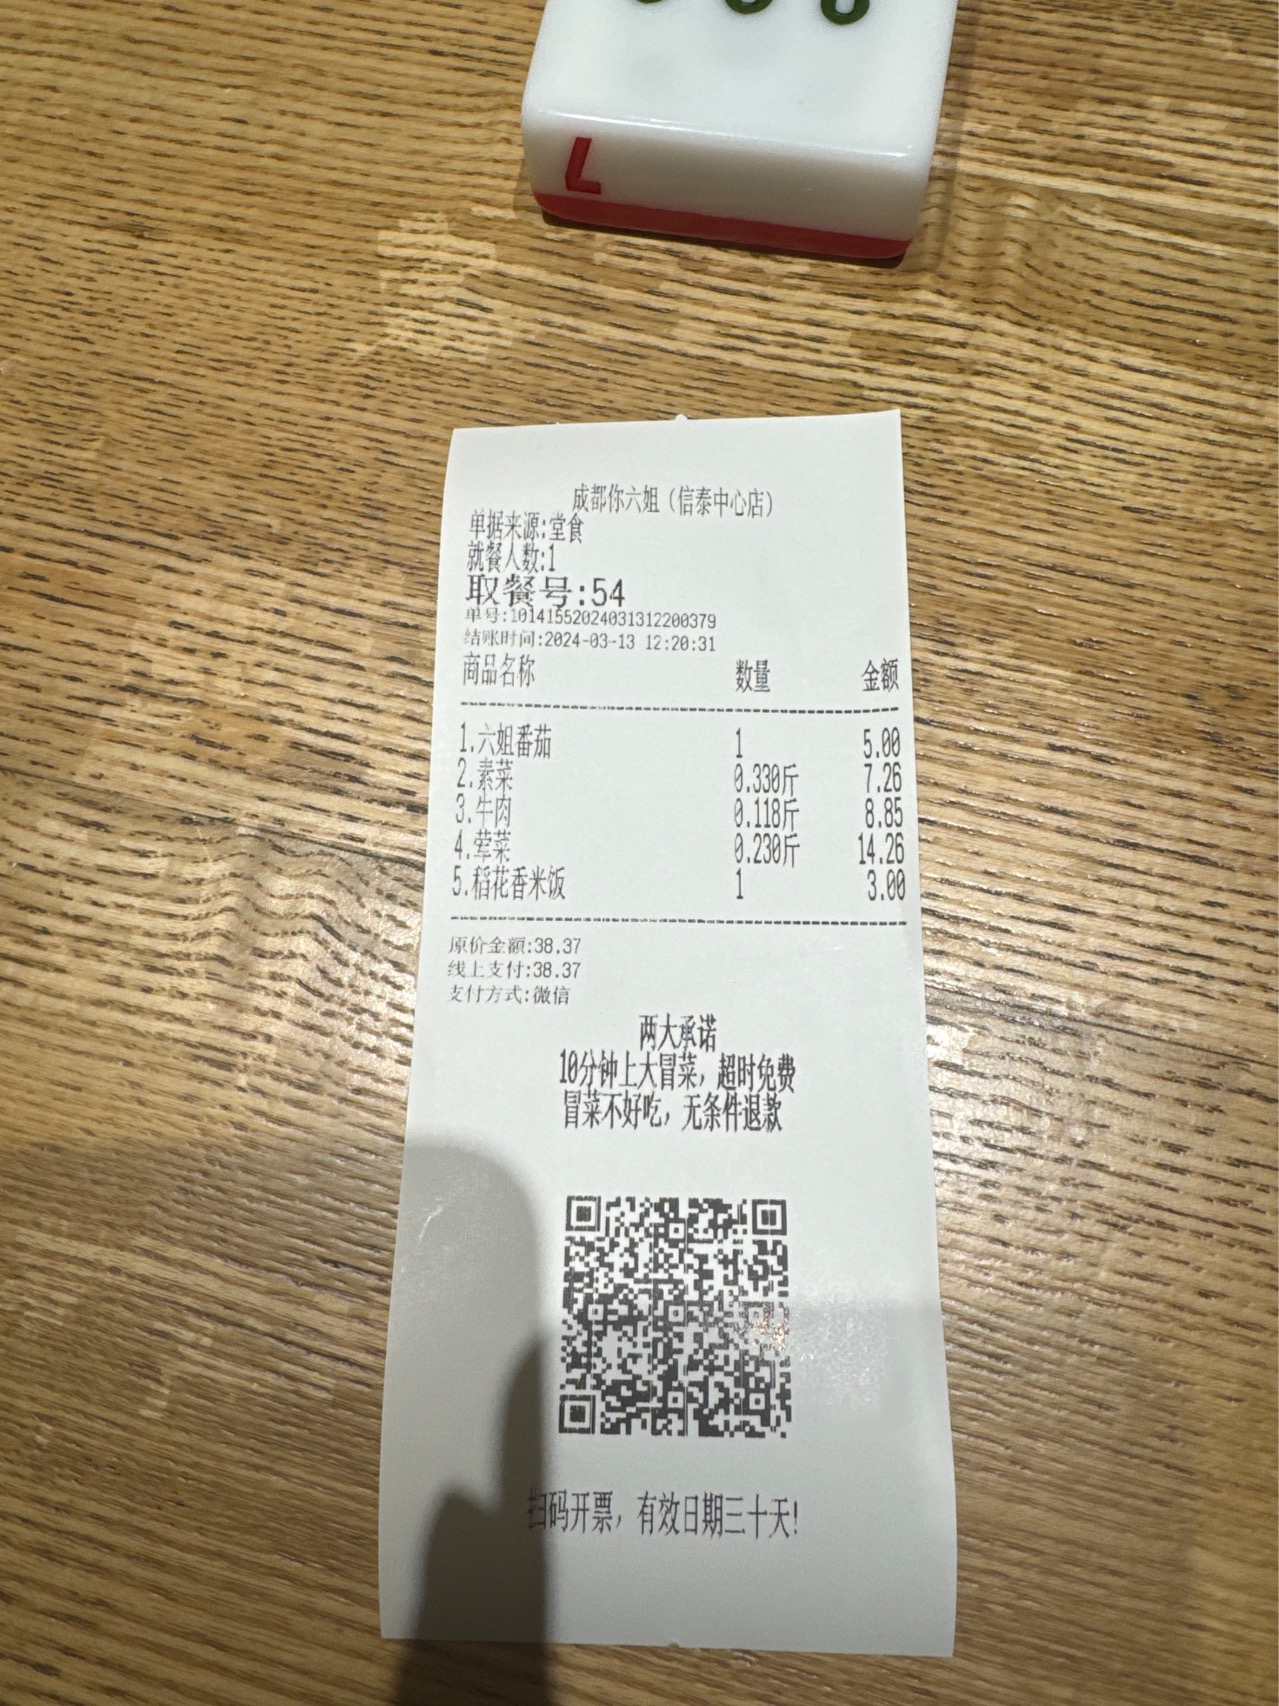 L
成都你六姐（信泰中心店）
单据来源:堂食
就餐人数:1
取餐号:54
单号:10141552024031312200379
结账时间:2024-03-13 12:20:31
商品名称 数量 金额
1.六姐番茄 1 5.00
2.素菜 0.330斤 7.26
3.牛肉 0.118斤 8.85
4.荤菜 0.230斤 14.26
5.稻花香米饭 1 3.00
原价金额:38.37
线上支付:38.37
支付方式:微信
两大承诺
10分钟上大冒菜，超时免费
冒菜不好吃，无条件退款
扫码开票，有效日期三十天!